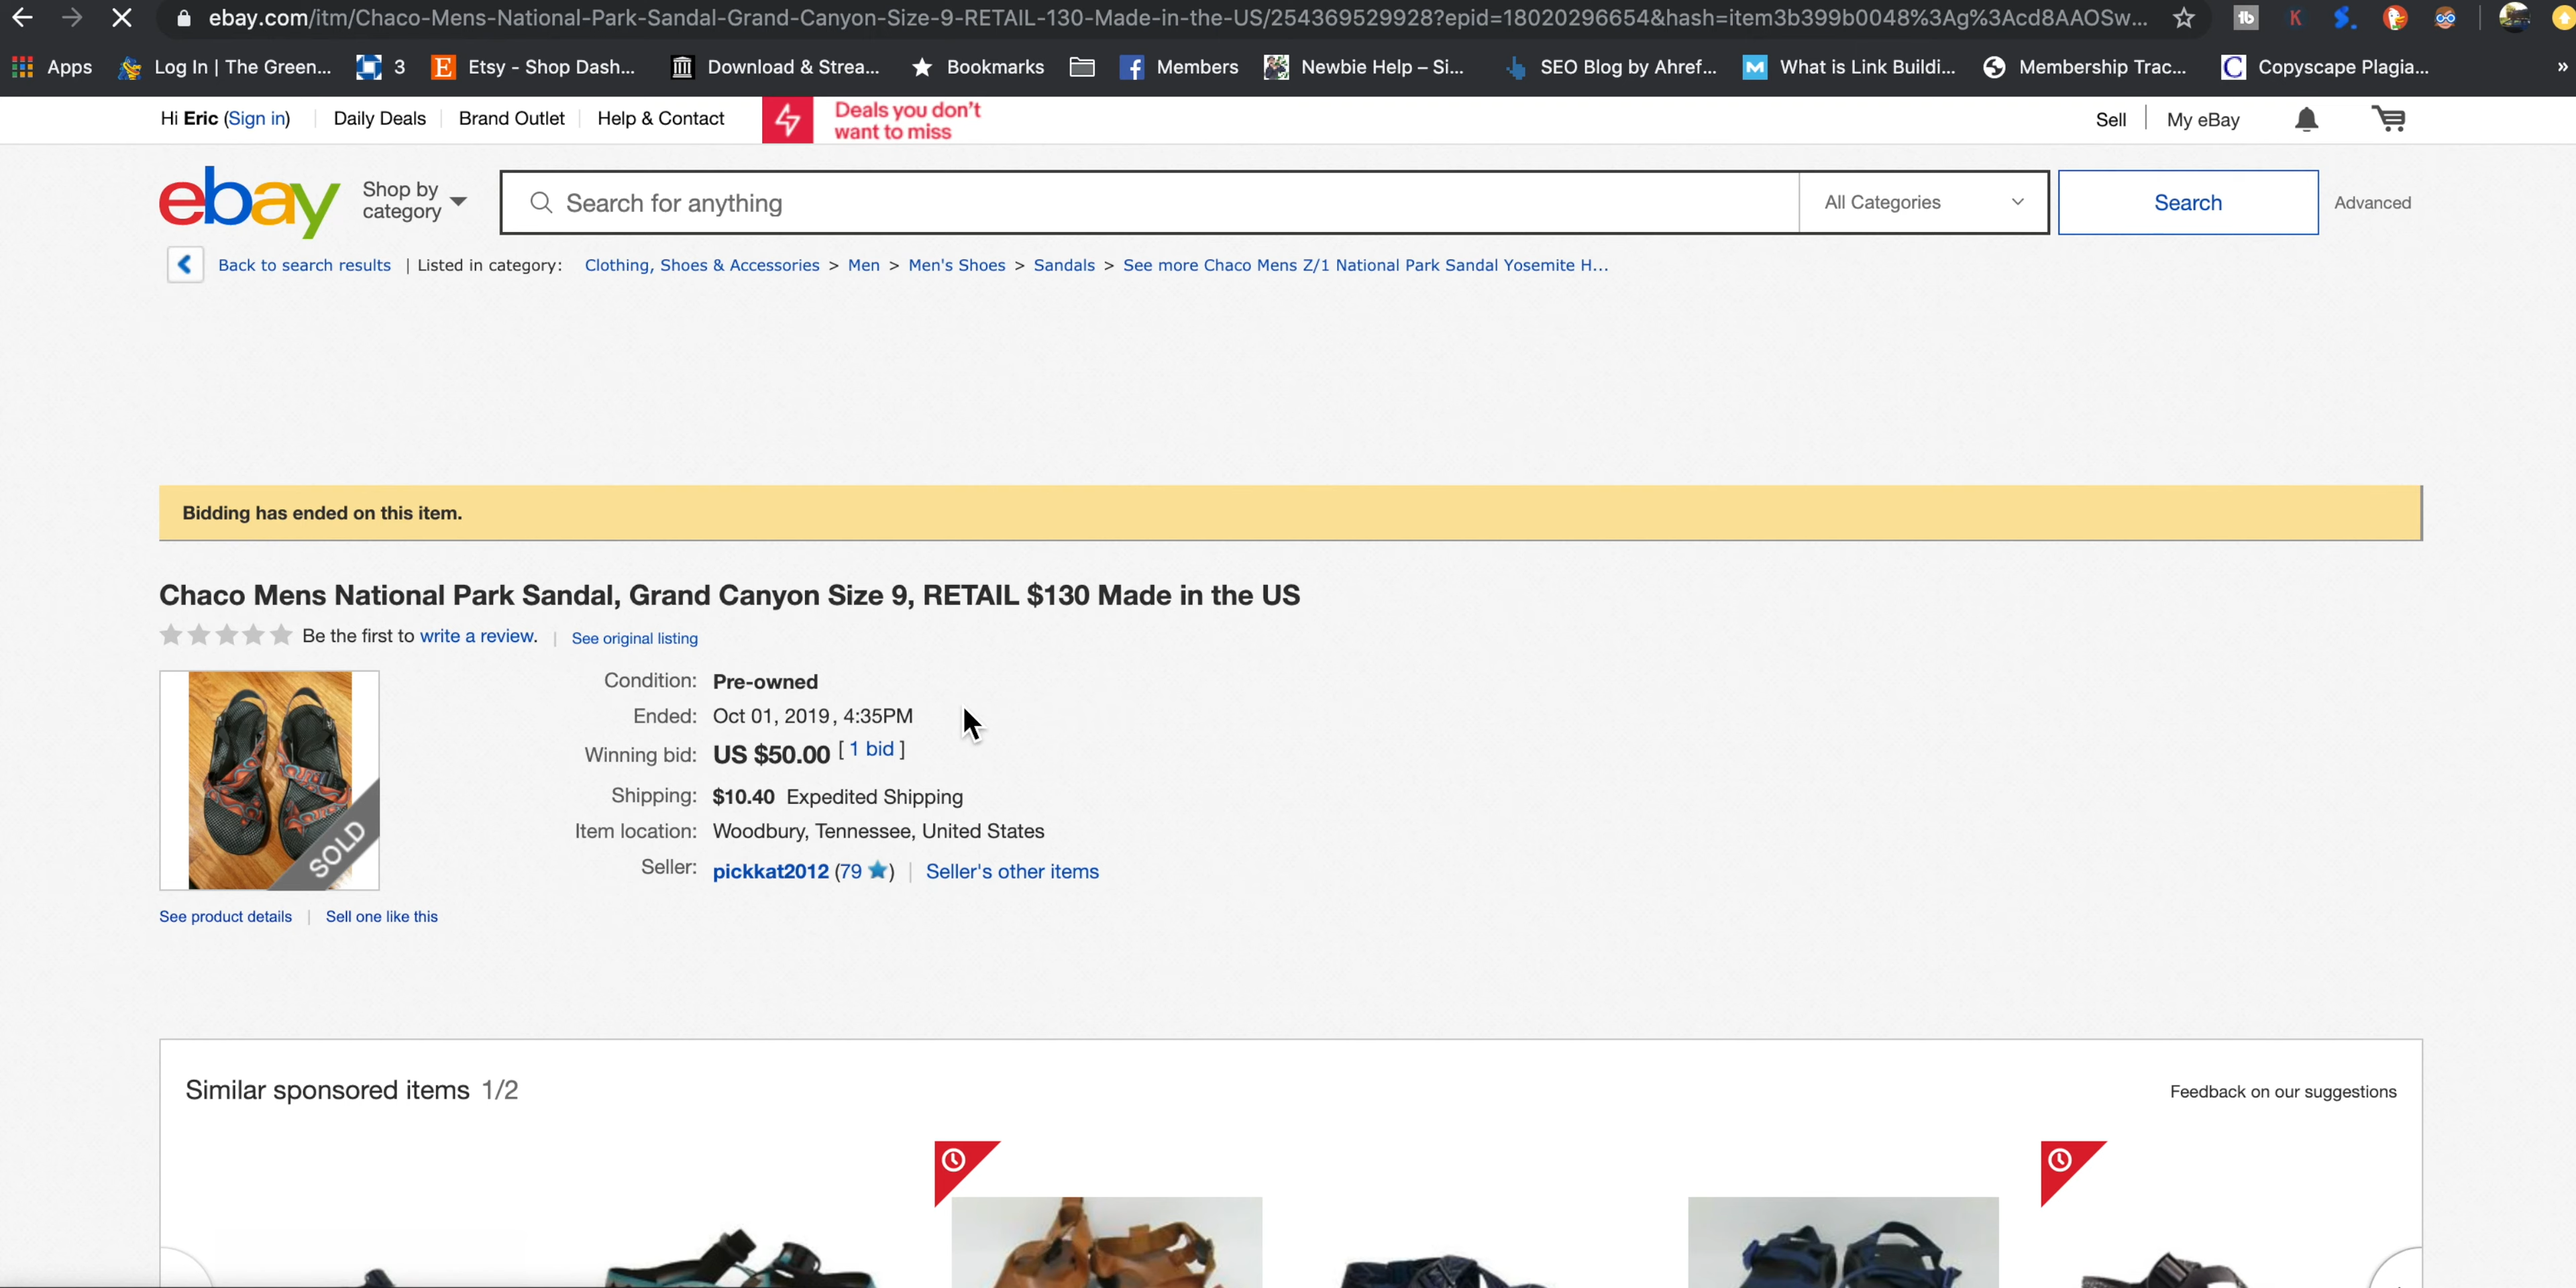 ebay.com/itm/Chaco-Mens-National-Park-Sandal-Grand-Canyon-Size-9-RETAIL-130-Made-in-the-US/254369529928?epid=18020296654&hash=item3b399b0048%3Ag%3Acd8AAOSw...
Apps Log In | The Green... 3 Etsy - Shop Dash... Download & Strea... Bookmarks Members Newbie Help – Si... SEO Blog by Ahref... What is Link Buildi... Membership Trac... Copyscape Plagia... »
Hi Eric (Sign in) Daily Deals Brand Outlet Help & Contact Deals you don't want to miss Sell My eBay
ebay Shop by category Search for anything All Categories Search Advanced
Back to search results | Listed in category: Clothing, Shoes & Accessories > Men > Men's Shoes > Sandals > See more Chaco Mens Z/1 National Park Sandal Yosemite H...
Bidding has ended on this item.
Chaco Mens National Park Sandal, Grand Canyon Size 9, RETAIL $130 Made in the US
Be the first to write a review. | See original listing
Condition: Pre-owned
Ended: Oct 01, 2019 , 4:35PM
Winning bid: US $50.00 [ 1 bid ]
Shipping: $10.40 Expedited Shipping
Item location: Woodbury, Tennessee, United States
Seller: pickkat2012 (79 ) | Seller's other items
SOLD
See product details | Sell one like this
Similar sponsored items 1/2 Feedback on our suggestions